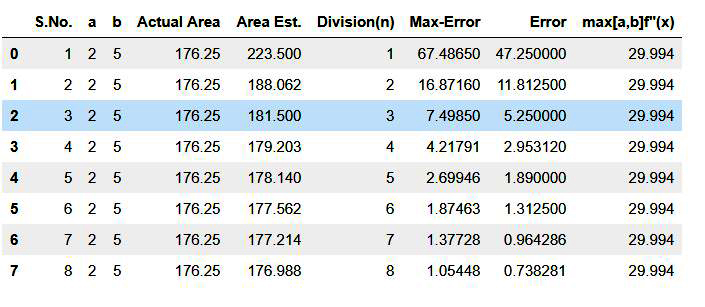 S.No. a b Actual Area Area Est. Division(n) Max-Error Error max[a,b]f"(x)
0 1 2 5 176.25 223.500 1 67.48650 47.250000 29.994
1 2 2 5 176.25 188.062 2 16.87160 11.812500 29.994
2 3 2 5 176.25 181.500 3 7.49850 5.250000 29.994
3 4 2 5 176.25 179.203 4 4.21791 2.953120 29.994
4 5 2 5 176.25 178.140 5 2.69946 1.890000 29.994
5 6 2 5 176.25 177.562 6 1.87463 1.312500 29.994
6 7 2 5 176.25 177.214 7 1.37728 0.964286 29.994
7 8 2 5 176.25 176.988 8 1.05448 0.738281 29.994